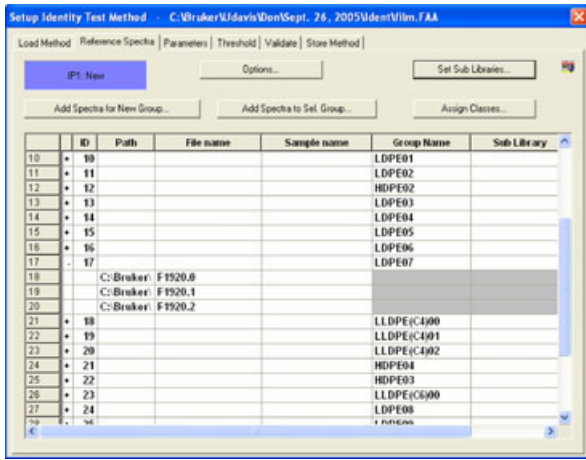 Setup Identity Test Method - C:\Bruker\Udavis\Don\Sept. 26, 2005\Ident\film.FAA
Load Method Reference Spectra Parameters Threshold Validate Store Method
IP1: New Options... Set Sub Libraries...
Add Spectra for New Group... Add Spectra to Sel. Group... Assign Classes...
ID Path File name Sample name Group Name Sub Library
10 + 10 LDPE01
11 + 11 LDPE02
12 + 12 HDPE02
13 + 13 LDPE03
14 + 14 LDPE04
15 + 15 LDPE05
16 + 16 LDPE06
17 - 17 LDPE07
18 C:\Bruker\ F1920.0
19 C:\Bruker\ F1920.1
20 C:\Bruker\ F1920.2
21 + 18 LLDPE(C4)00
22 + 19 LLDPE(C4)01
23 + 20 LLDPE(C4)02
24 + 21 HDPE04
25 + 22 HDPE03
26 + 23 LLDPE(C6)00
27 + 24 LDPE08
28 + 25 LDPE09